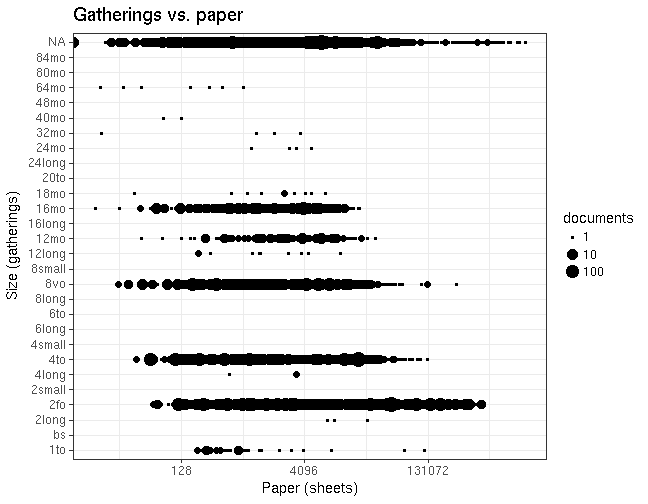 Gatherings vs. paper
NA
84mo
80mo
64mo
48mo
40mo
32mo
24mo
24long
20to
18mo
16mo
16long
12mo
12long
8small
8vo
8long
6to
6long
4small
4to
4long
2small
2fo
2long
bs
1to
Size (gatherings)
128 4096 131072
Paper (sheets)
documents
1
10
100